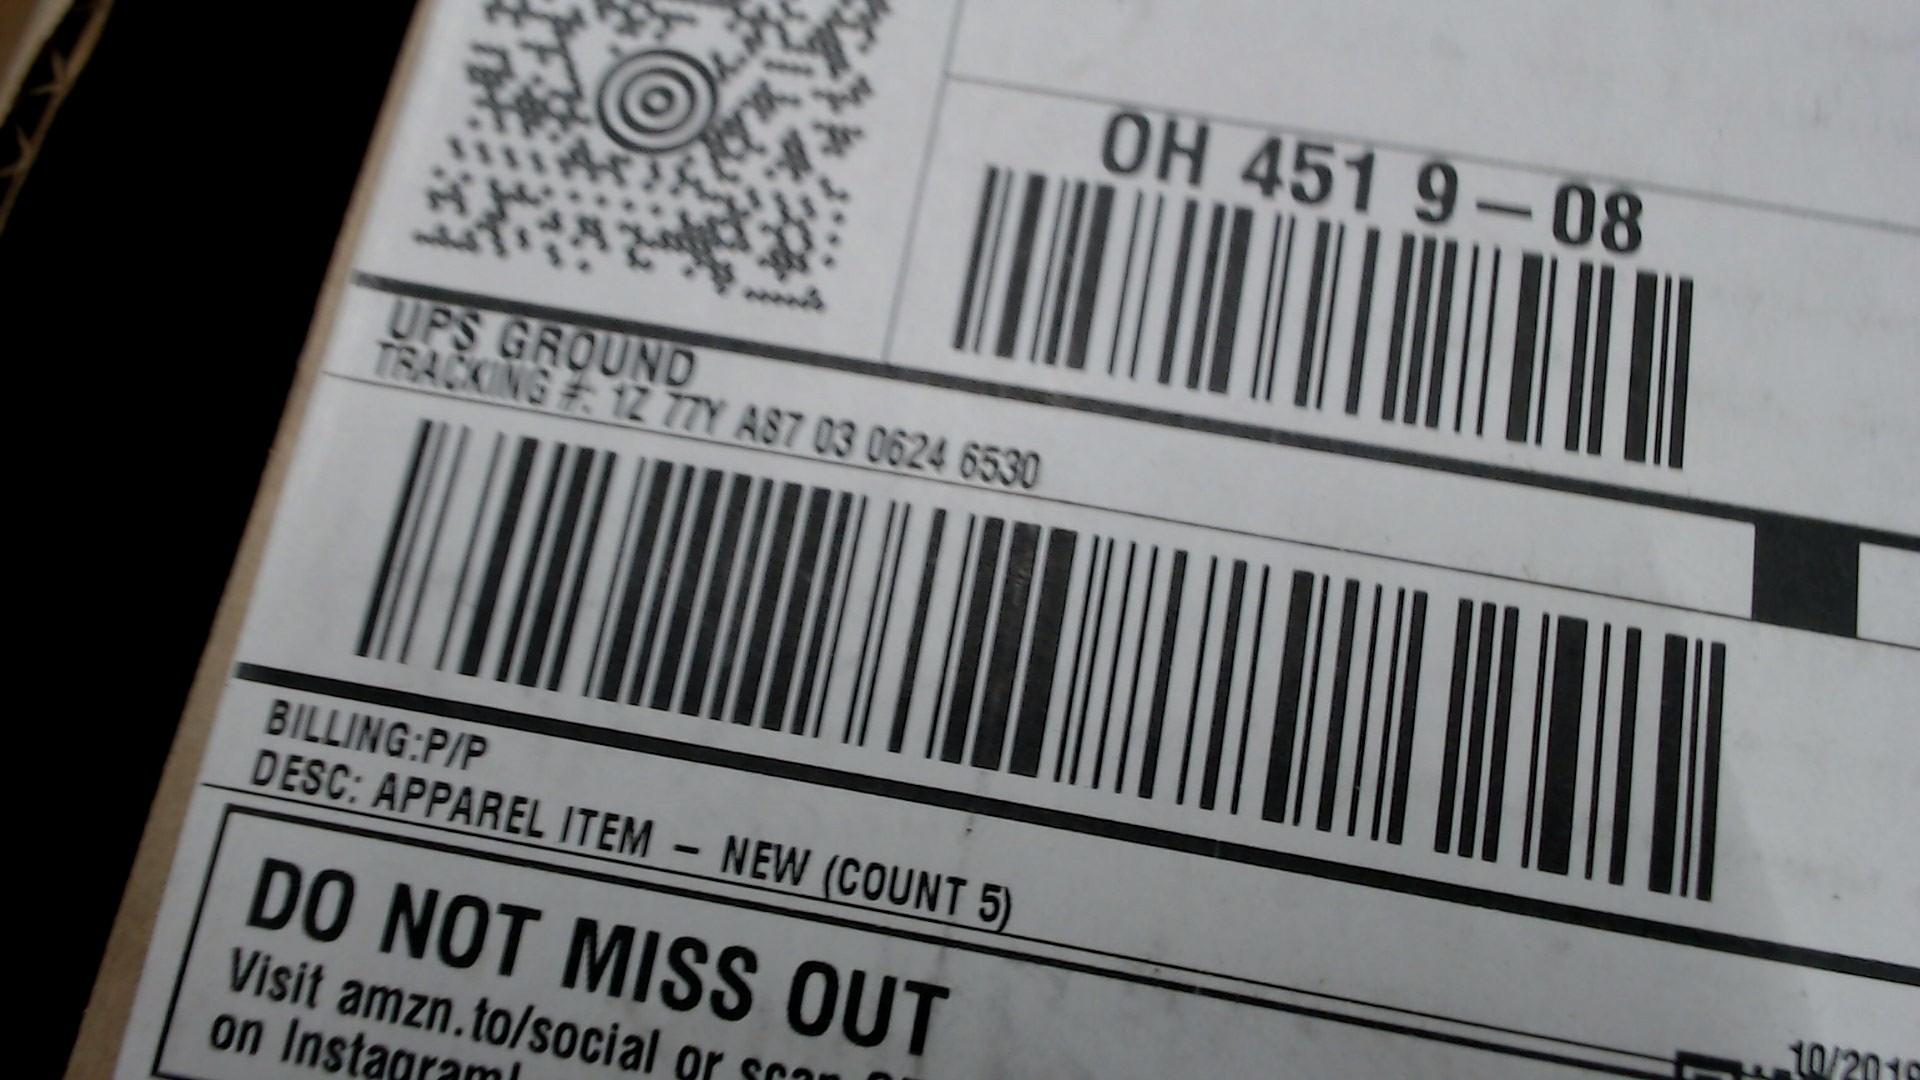 OH 451 9-08
UPS GROUND
TRACKING #: 1Z 77Y A87 03 0624 6530
BILLING:P/P
DESC: APPAREL ITEM - NEW (COUNT 5)
DO NOT MISS OUT
Visit amzn.to/social or scan
on Instagram!
10/2019